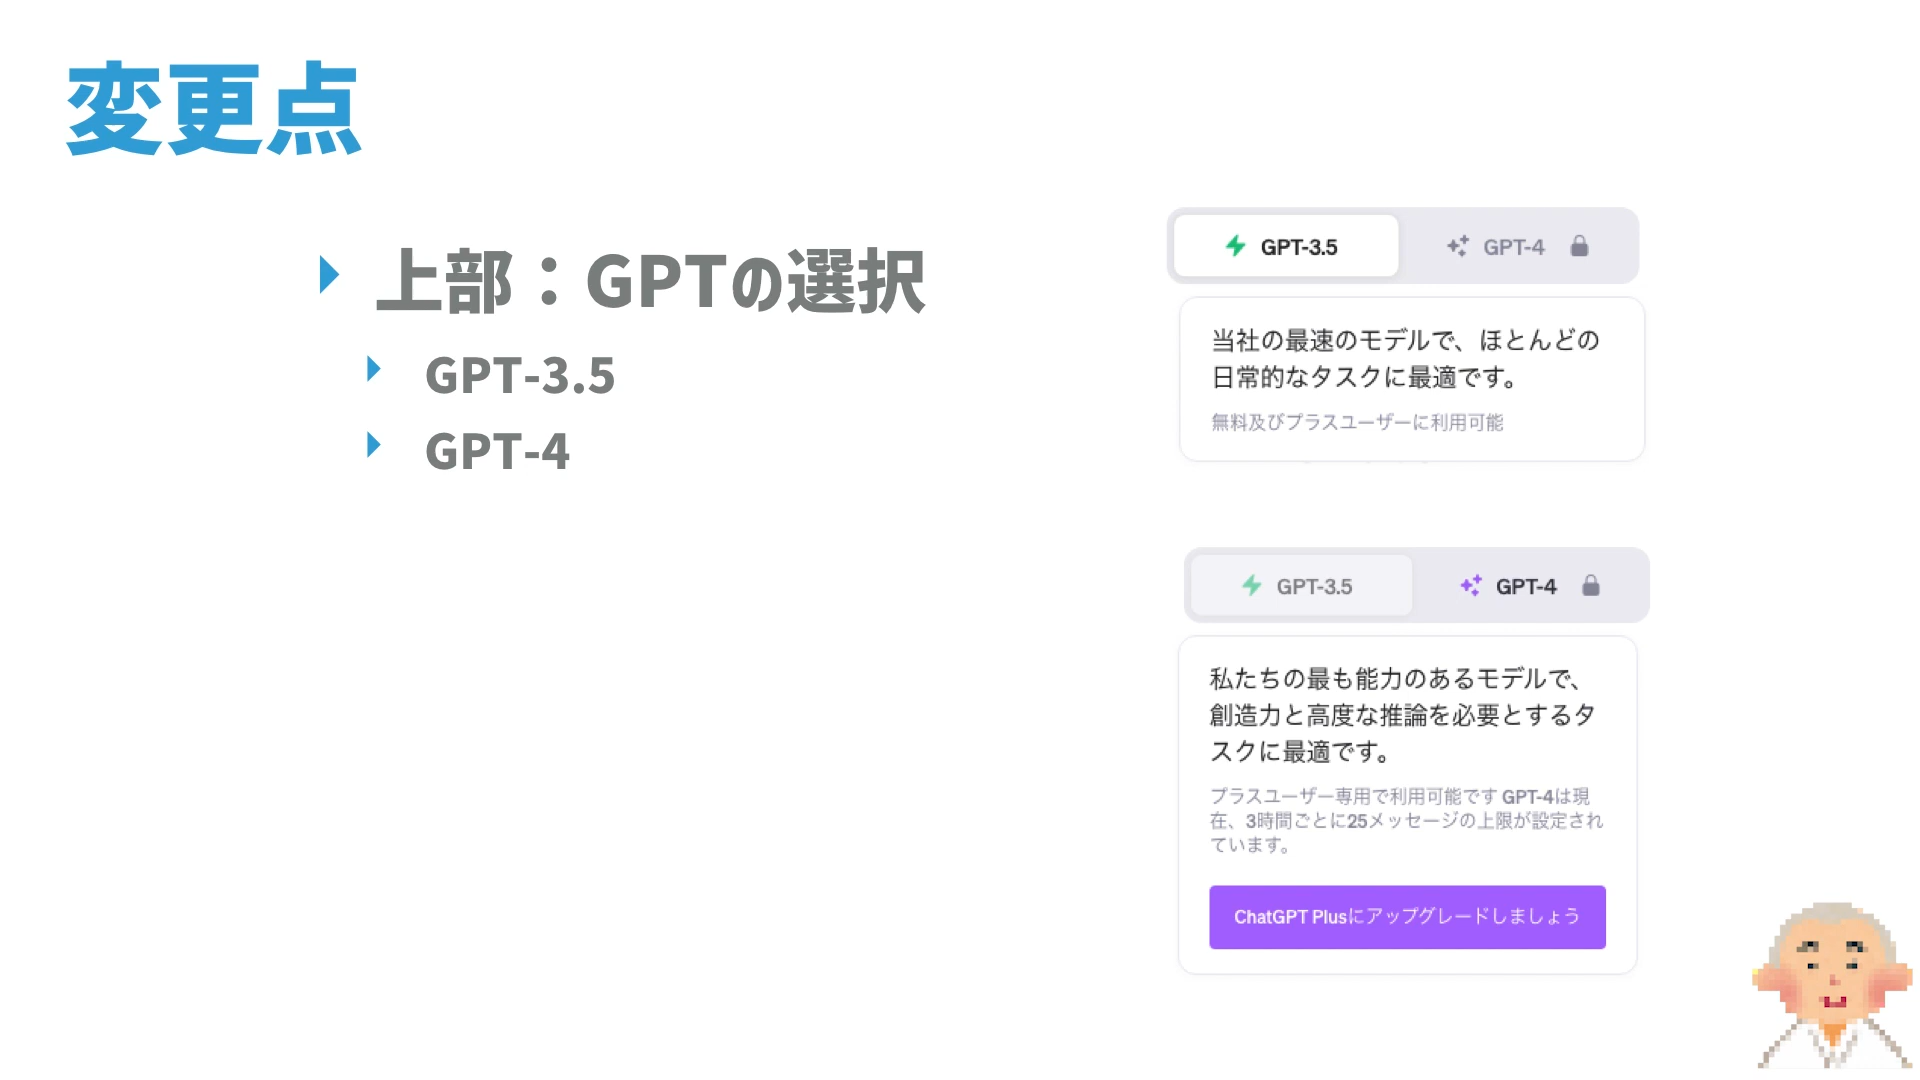 変更点
上部：GPTの選択
GPT-3.5
GPT-4
GPT-3.5 GPT-4
当社の最速のモデルで、ほとんどの
日常的なタスクに最適です。
無料及びプラスユーザーに利用可能
GPT-3.5 GPT-4
私たちの最も能力のあるモデルで、
創造力と高度な推論を必要とするタ
スクに最適です。
プラスユーザー専用で利用可能です GPT-4は現
在、3時間ごとに25メッセージの上限が設定され
ています。
ChatGPT Plusにアップグレードしましょう